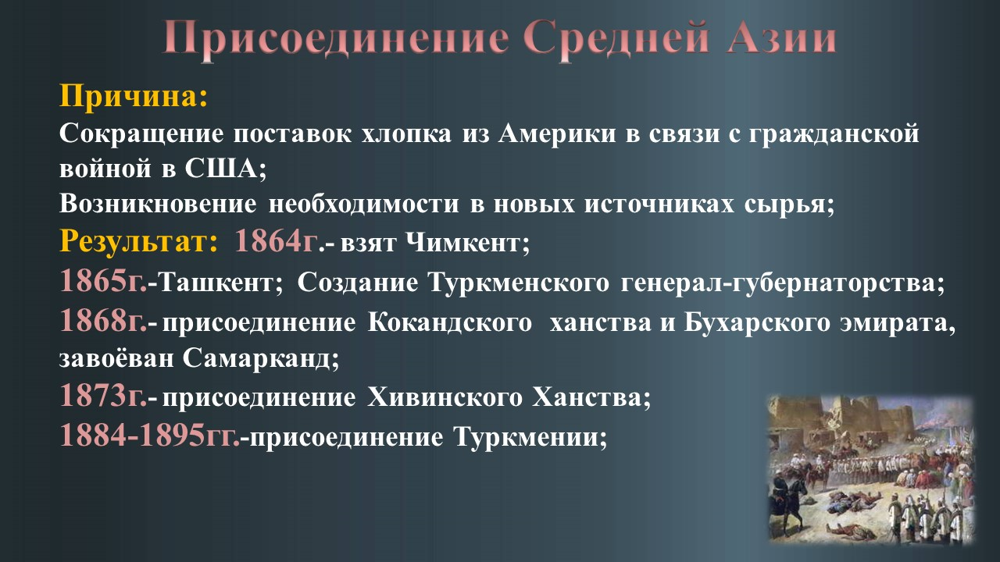 Присоединение Средней Азии
Причина:
Сокращение поставок хлопка из Америки в связи с гражданской
войной в США;
Возникновение необходимости в новых источниках сырья;
Результат: 1864г.- взят Чимкент;
1865г.-Ташкент; Создание Туркменского генерал-губернаторства;
1868г.- присоединение Кокандского ханства и Бухарского эмирата,
завоёван Самарканд;
1873г.- присоединение Хивинского Ханства;
1884-1895гг.-присоединение Туркмении;